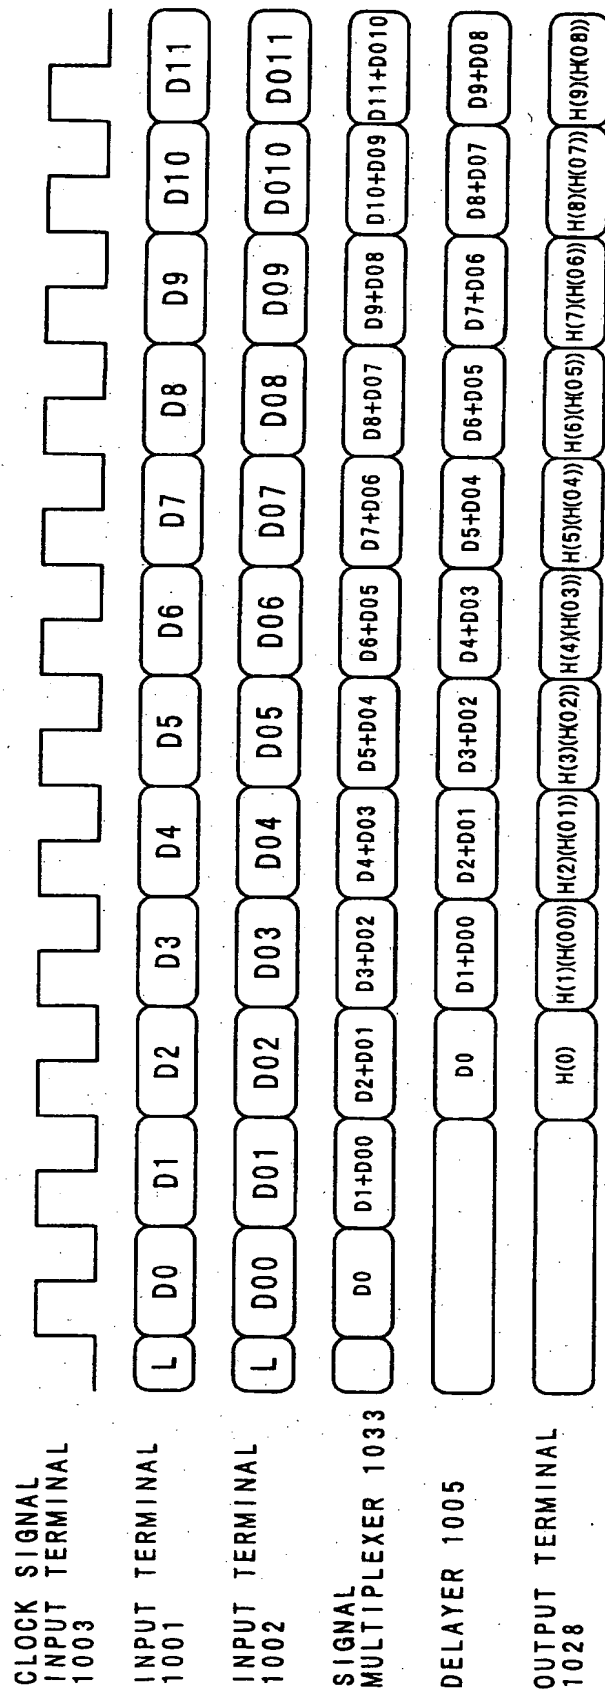 CLOCK SIGNAL
INPUT TERMINAL
1003
INPUT TERMINAL
1001
L D0 D1 D2 D3 D4 D5 D6 D7 D8 D9 D10 D11
INPUT TERMINAL
1002
L D00 D01 D02 D03 D04 D05 D06 D07 D08 D09 D010 D011
SIGNAL
MULTIPLEXER 1033
D0 D1+D00 D2+D01 D3+D02 D4+D03 D5+D04 D6+D05 D7+D06 D8+D07 D9+D08 D10+D09 D11+D010
DELAYER 1005
D0 D1+D00 D2+D01 D3+D02 D4+D03 D5+D04 D6+D05 D7+D06 D8+D07 D9+D08
OUTPUT TERMINAL
1028
H(0) H(1)(H(00)) H(2)(H(01)) H(3)(H(02)) H(4)(H(03)) H(5)(H(04)) H(6)(H(05)) H(7)(H(06)) H(8)(H(07)) H(9)(H(08))